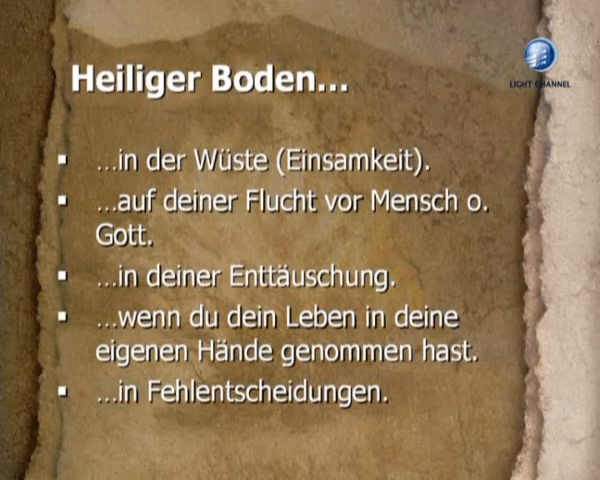 Heiliger Boden...
LIGHT CHANNEL
▪ ...in der Wüste (Einsamkeit).
▪ ...auf deiner Flucht vor Mensch o.
Gott.
▪ ...in deiner Enttäuschung.
▪ ...wenn du dein Leben in deine
eigenen Hände genommen hast.
▪ ...in Fehlentscheidungen.